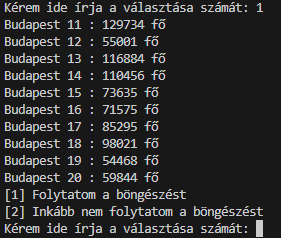 Kérem ide írja a választása számát: 1
Budapest 11 : 129734 fő
Budapest 12 : 55001 fő
Budapest 13 : 116884 fő
Budapest 14 : 110456 fő
Budapest 15 : 73635 fő
Budapest 16 : 71575 fő
Budapest 17 : 85295 fő
Budapest 18 : 98021 fő
Budapest 19 : 54468 fő
Budapest 20 : 59844 fő
[1] Folytatom a böngészést
[2] Inkább nem folytatom a böngészést
Kérem ide írja a választása számát: